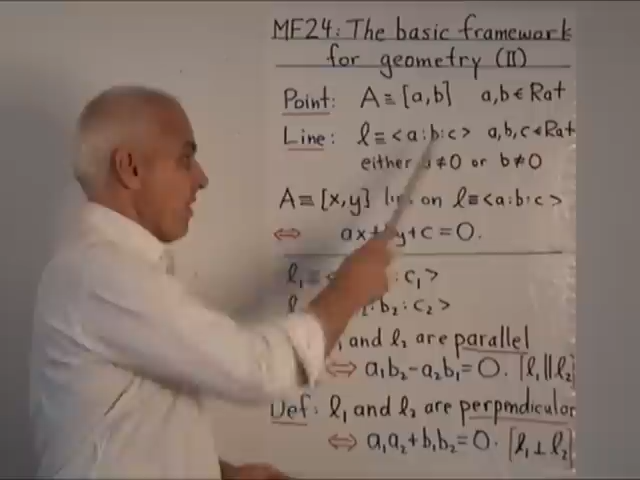 MF24: The basic framework
for geometry (II)
Point: A ≡ [a,b] a,b ∈ Rat
Line: ℓ ≡ <a:b:c> a,b,c ∈ Rat
either ≠0 or b≠0
A ≡ [x,y] on ℓ ≡ <a:b:c>
⇔ ax+ y+c=0.
ℓ₁ ≡ : c₁>
ℓ : b₂ : c₂>
and ℓ₂ are parallel
⇔ a₁b₂-a₂b₁=0. [ℓ₁∥ℓ₂]
Def: ℓ₁ and ℓ₂ are perpendicular
⇔ a₁a₂+b₁b₂=0. [ℓ₁⊥ℓ₂]